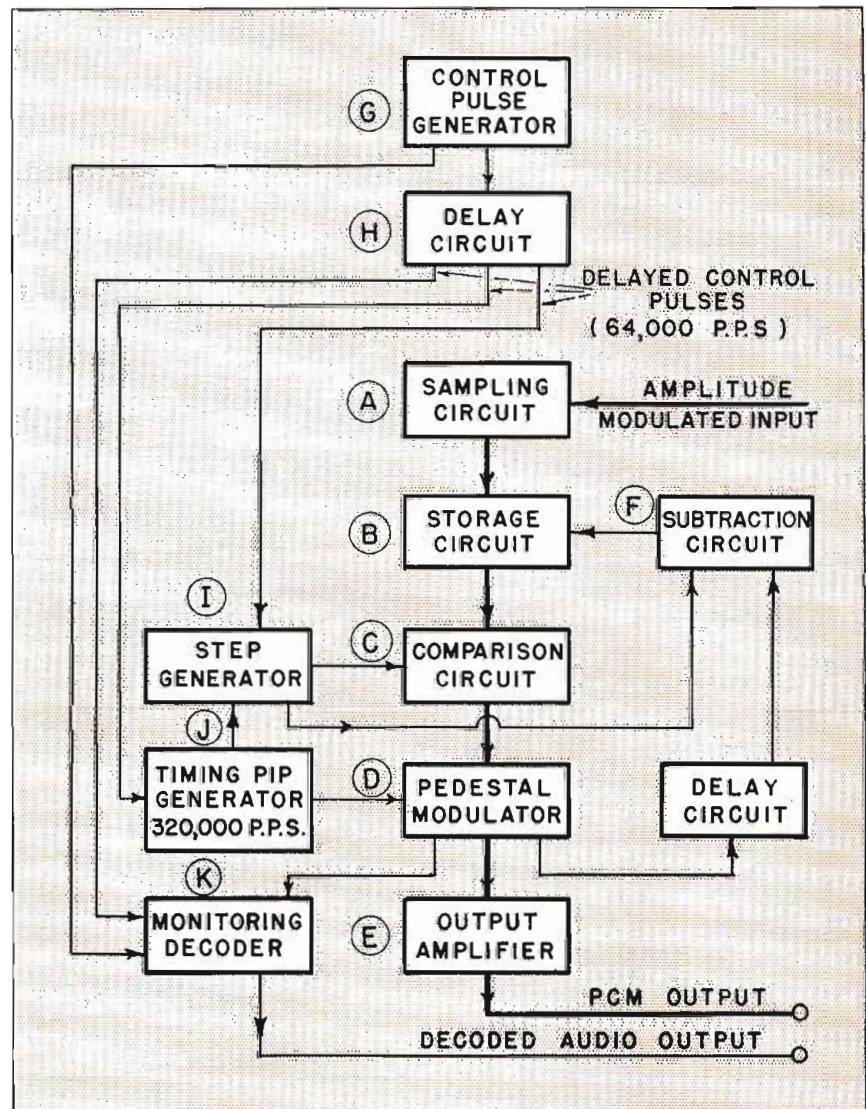 G
CONTROL
PULSE
GENERATOR
H
DELAY
CIRCUIT
DELAYED CONTROL
PULSES
(64,000 P.P.S)
A
SAMPLING
CIRCUIT
AMPLITUDE
MODULATED INPUT
B
STORAGE
CIRCUIT
F
SUBTRACTION
CIRCUIT
I
STEP
GENERATOR
C
COMPARISON
CIRCUIT
J
TIMING PIP
GENERATOR
320,000 P.P.S.
D
PEDESTAL
MODULATOR
DELAY
CIRCUIT
K
MONITORING
DECODER
E
OUTPUT
AMPLIFIER
PCM OUTPUT
DECODED AUDIO OUTPUT